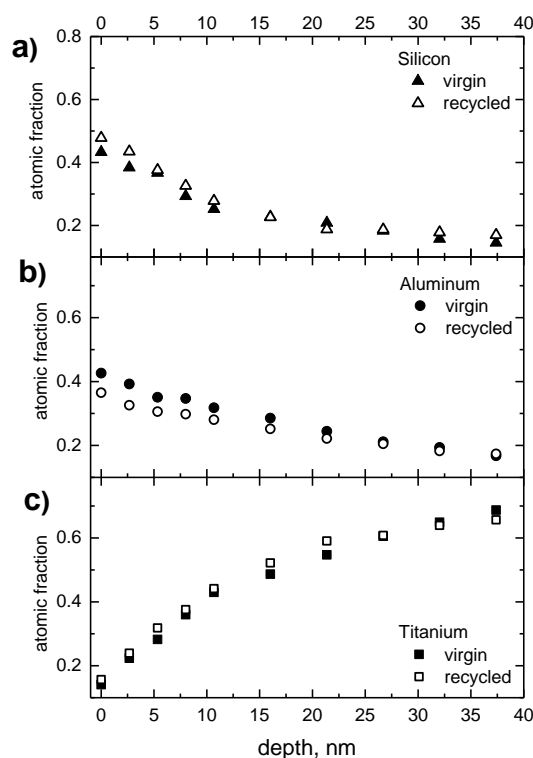 0 5 10 15 20 25 30 35 40
a)
0.8
Silicon
virgin
recycled
0.6
0.4
0.2
atomic fraction
b)
Aluminum
virgin
recycled
0.6
0.4
0.2
atomic fraction
c)
0.6
0.4
0.2
atomic fraction
Titanium
virgin
recycled
0 5 10 15 20 25 30 35 40
depth, nm